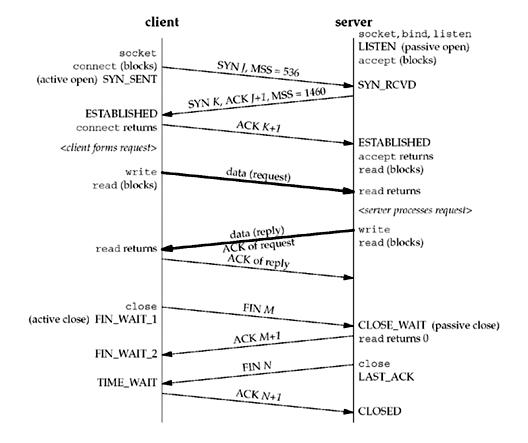 client
server
socket, bind, listen
LISTEN (passive open)
accept (blocks)
socket
connect (blocks)
(active open) SYN_SENT
SYN J, MSS = 536
SYN_RCVD
SYN K, ACK J+1, MSS = 1460
ESTABLISHED
connect returns
ACK K+1
<client forms request>
ESTABLISHED
accept returns
read (blocks)
write
read (blocks)
data (request)
read returns
<server processes request>
write
read (blocks)
data (reply)
ACK of request
read returns
ACK of reply
close
(active close) FIN_WAIT_1
FIN M
CLOSE_WAIT (passive close)
read returns 0
ACK M+1
FIN_WAIT_2
close
LAST_ACK
FIN N
TIME_WAIT
ACK N+1
CLOSED